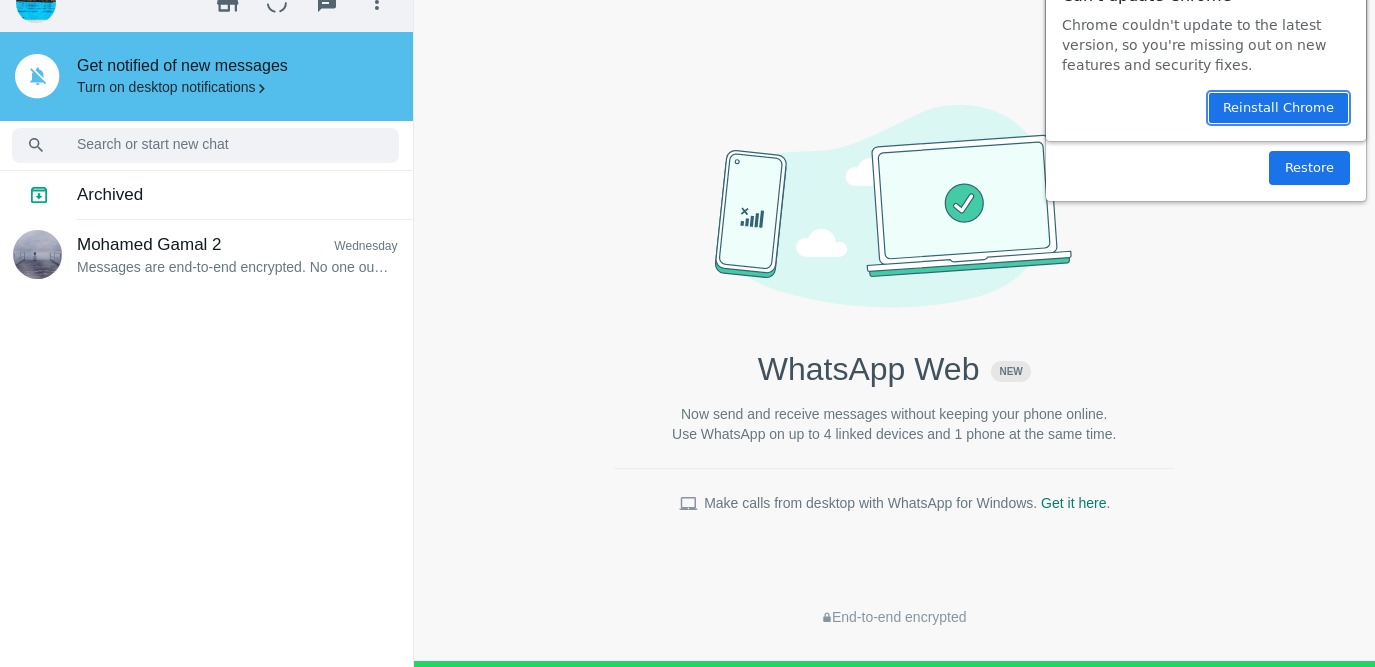 Get notified of new messages
Turn on desktop notifications
Search or start new chat
Archived
Mohamed Gamal 2
Wednesday
Messages are end-to-end encrypted. No one ou…
Chrome couldn't update to the latest
version, so you're missing out on new
features and security fixes.
Reinstall Chrome
Restore
WhatsApp Web NEW
Now send and receive messages without keeping your phone online.
Use WhatsApp on up to 4 linked devices and 1 phone at the same time.
Make calls from desktop with WhatsApp for Windows. Get it here.
End-to-end encrypted